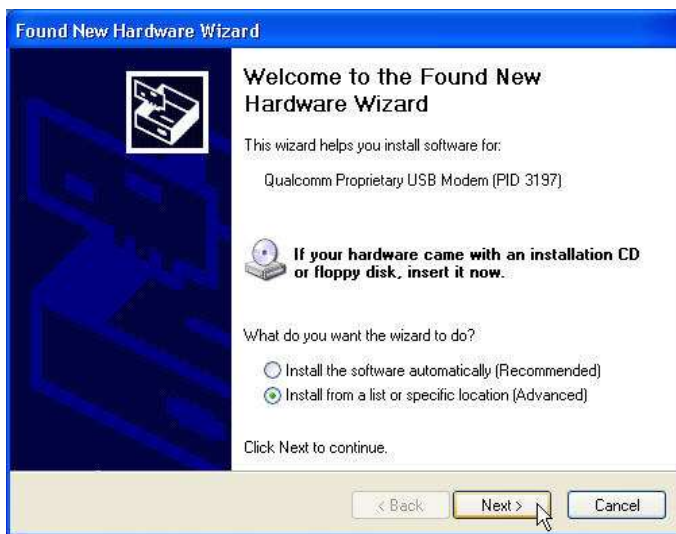 Found New Hardware Wizard
Welcome to the Found New
Hardware Wizard
This wizard helps you install software for:
Qualcomm Proprietary USB Modem (PID 3197)
If your hardware came with an installation CD
or floppy disk, insert it now.
What do you want the wizard to do?
Install the software automatically (Recommended)
Install from a list or specific location (Advanced)
Click Next to continue.
< Back
Next >
Cancel